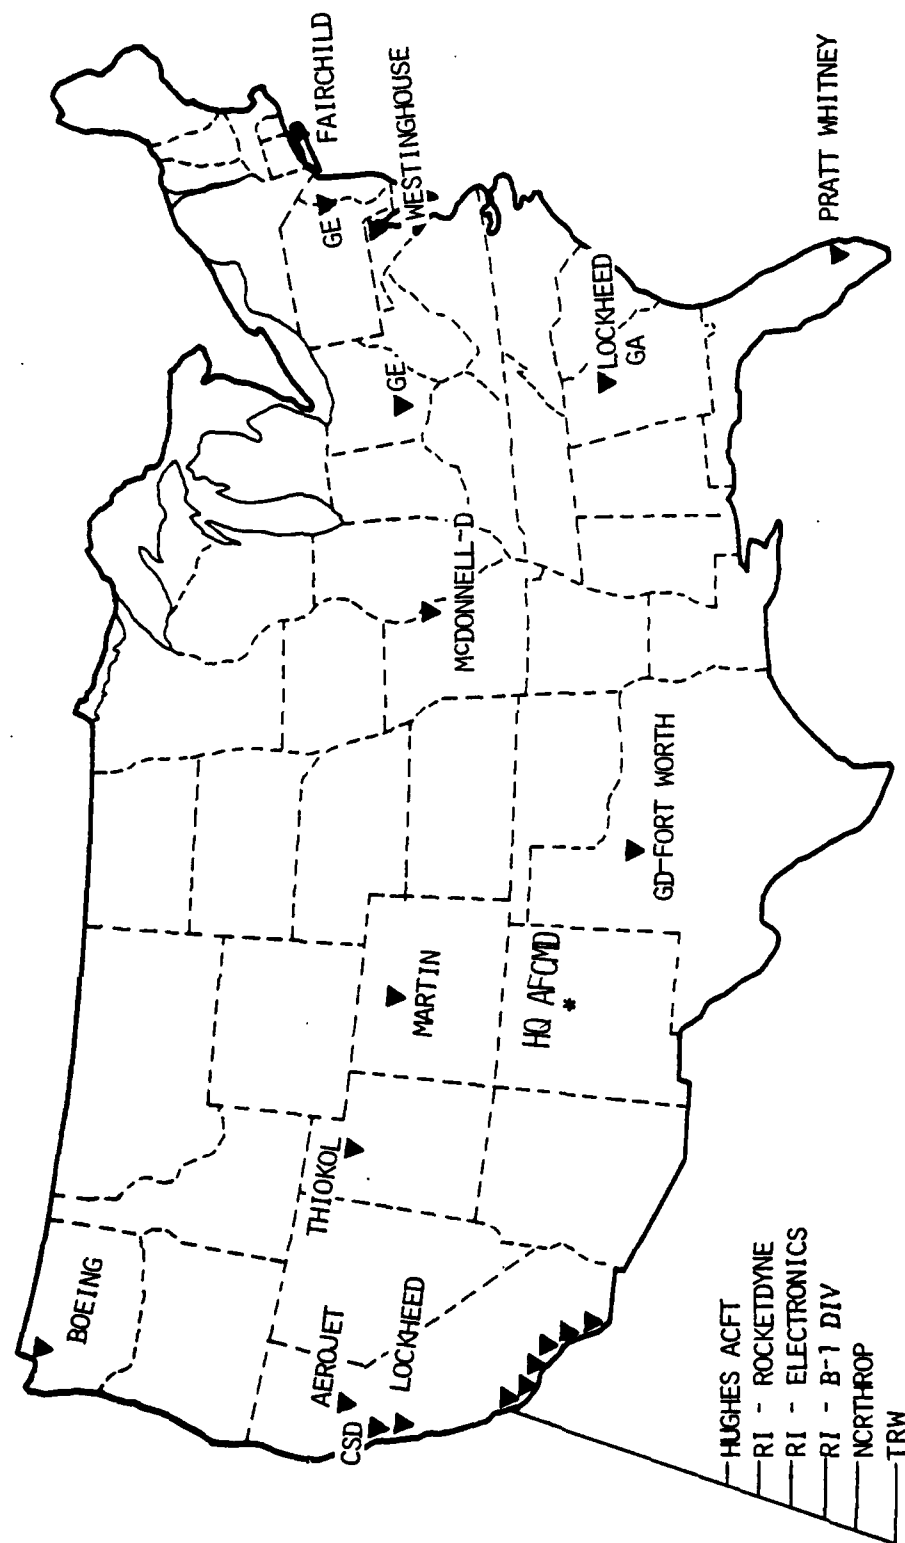 BOEING
AEROJET
CSD
LOCKHEED
THIOKOL
MARTIN
HQ AFCMD
*
GD-FORT WORTH
MCDONNELL-D
GE
GE
FAIRCHILD
WESTINGHOUSE
LOCKHEED
GA
PRATT WHITNEY
HUGHES ACFT
RI - ROCKETDYNE
RI - ELECTRONICS
RI - B-1 DIV
NORTHROP
TRW